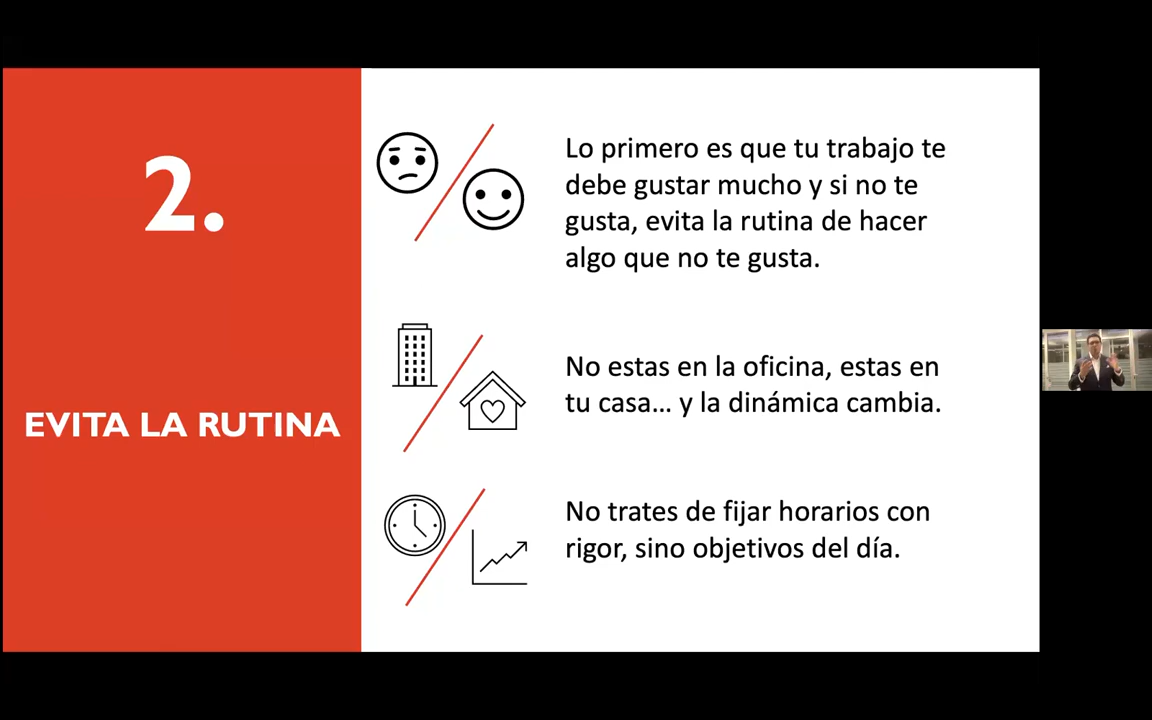 2.
EVITA LA RUTINA
Lo primero es que tu trabajo te
debe gustar mucho y si no te
gusta, evita la rutina de hacer
algo que no te gusta.
No estas en la oficina, estas en
tu casa... y la dinámica cambia.
No trates de fijar horarios con
rigor, sino objetivos del día.